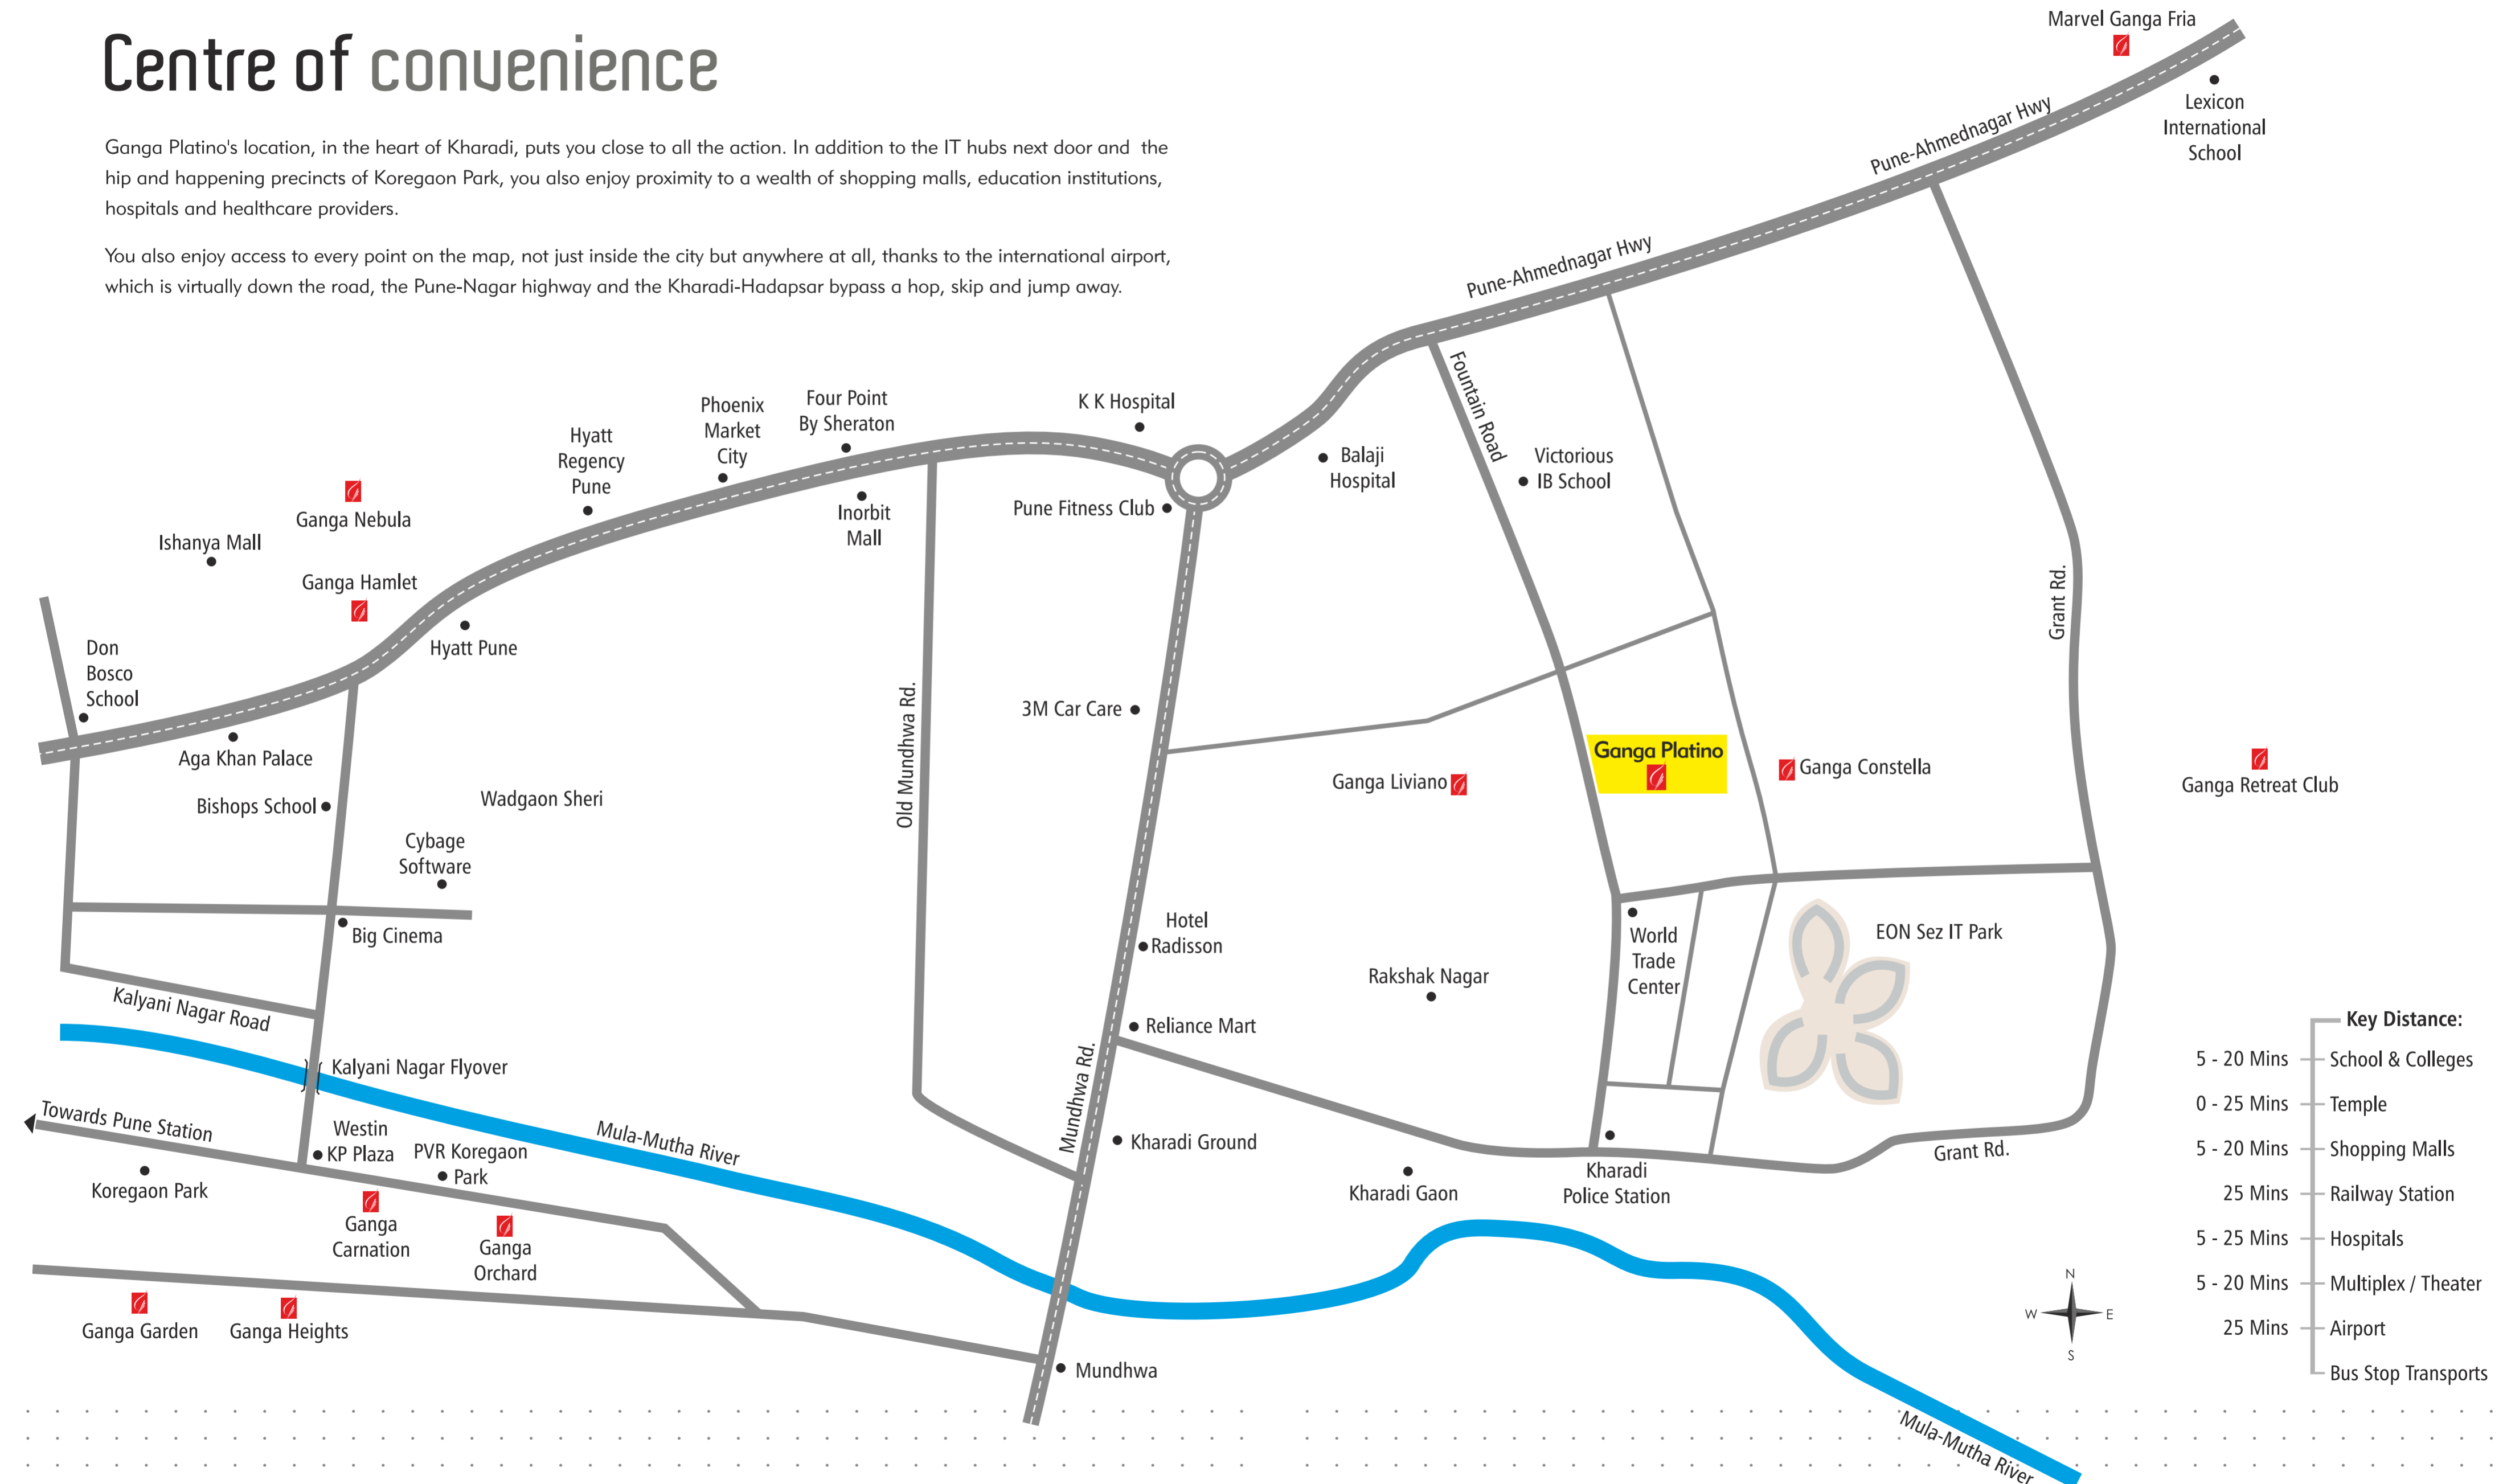 Centre of convenience
Ganga Platino's location, in the heart of Kharadi, puts you close to all the action. In addition to the IT hubs next door and the
hip and happening precincts of Koregaon Park, you also enjoy proximity to a wealth of shopping malls, education institutions,
hospitals and healthcare providers.
You also enjoy access to every point on the map, not just inside the city but anywhere at all, thanks to the international airport,
which is virtually down the road, the Pune-Nagar highway and the Kharadi-Hadapsar bypass a hop, skip and jump away.
Marvel Ganga Fria
Lexicon
International
School
Pune-Ahmednagar Hwy
Pune-Ahmednagar Hwy
Fountain Road
Victorious
IB School
Balaji
Hospital
K K Hospital
Pune Fitness Club
Four Point
By Sheraton
Inorbit
Mall
Phoenix
Market
City
Hyatt
Regency
Pune
Ganga Nebula
Ishanya Mall
Ganga Hamlet
Hyatt Pune
Don
Bosco
School
Aga Khan Palace
Bishops School
Wadgaon Sheri
Cybage
Software
Big Cinema
Kalyani Nagar Road
Kalyani Nagar Flyover
Towards Pune Station
Westin
KP Plaza
PVR Koregaon
Park
Koregaon Park
Ganga
Carnation
Ganga
Orchard
Ganga Garden
Ganga Heights
Mula-Mutha River
Old Mundhwa Rd.
3M Car Care
Hotel
Radisson
Reliance Mart
Mundhwa Rd.
Kharadi Ground
Mundhwa
Ganga Liviano
Ganga Platino
Ganga Constella
Grant Rd.
Ganga Retreat Club
Rakshak Nagar
World
Trade
Center
EON Sez IT Park
Kharadi Gaon
Kharadi
Police Station
Grant Rd.
Mula-Mutha River
N
W
E
S
Key Distance:
5 - 20 Mins School & Colleges
0 - 25 Mins Temple
5 - 20 Mins Shopping Malls
25 Mins Railway Station
5 - 25 Mins Hospitals
5 - 20 Mins Multiplex / Theater
25 Mins Airport
Bus Stop Transports